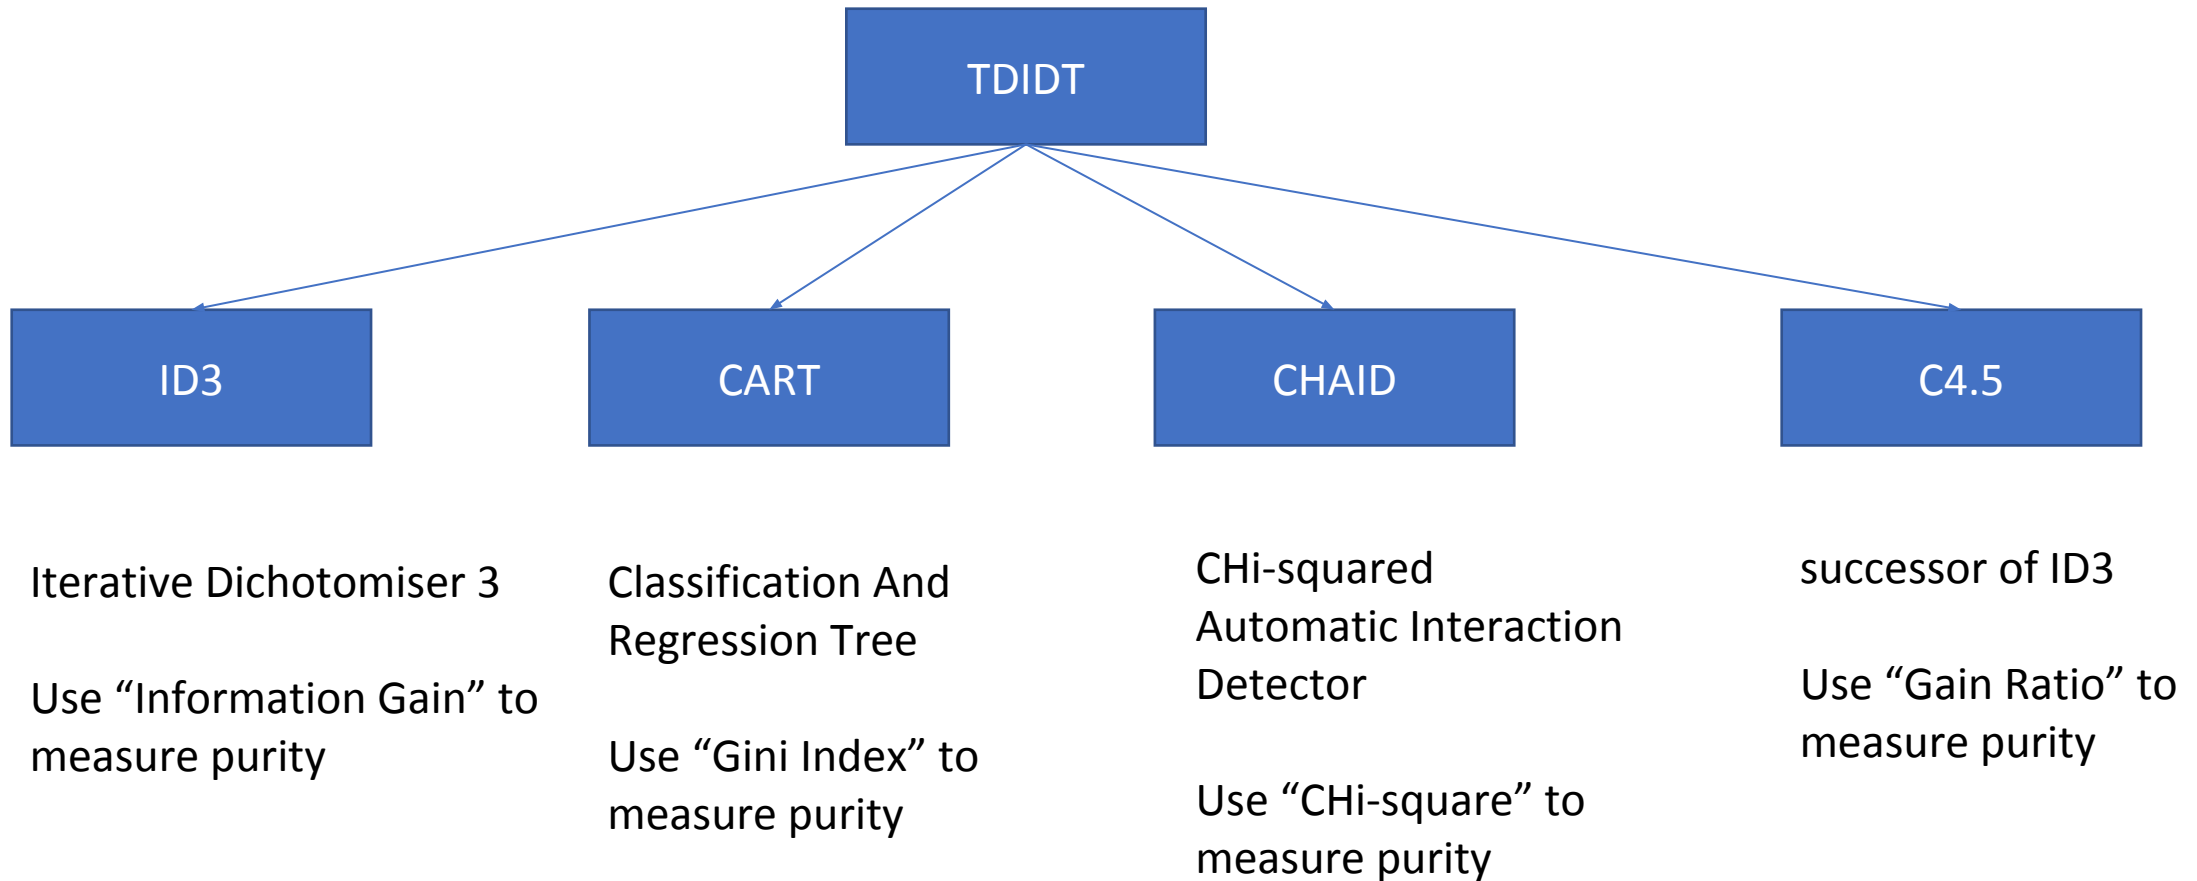 TDIDT
ID3
CART
CHAID
C4.5
Iterative Dichotomiser 3
Use “Information Gain” to
measure purity
Classification And
Regression Tree
Use “Gini Index” to
measure purity
CHi-squared
Automatic Interaction
Detector
Use “CHi-square” to
measure purity
successor of ID3
Use “Gain Ratio” to
measure purity